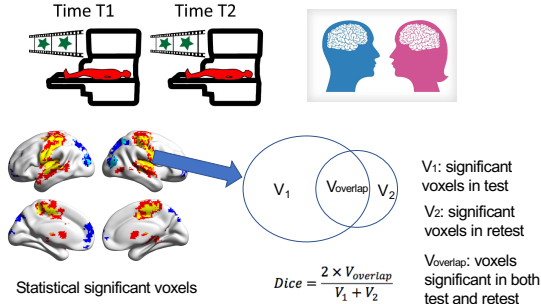 Time T1
Time T2
V1
Voverlap
V2
V1: significant
voxels in test
V2: significant
voxels in retest
Voverlap: voxels
significant in both
test and retest
Statistical significant voxels
Dice = 2 × Voverlap / V1 + V2